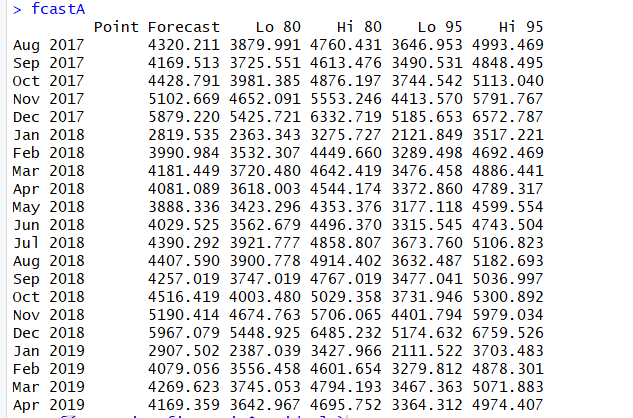 > fcastA
Point Forecast Lo 80 Hi 80 Lo 95 Hi 95
Aug 2017 4320.211 3879.991 4760.431 3646.953 4993.469
Sep 2017 4169.513 3725.551 4613.476 3490.531 4848.495
Oct 2017 4428.791 3981.385 4876.197 3744.542 5113.040
Nov 2017 5102.669 4652.091 5553.246 4413.570 5791.767
Dec 2017 5879.220 5425.721 6332.719 5185.653 6572.787
Jan 2018 2819.535 2363.343 3275.727 2121.849 3517.221
Feb 2018 3990.984 3532.307 4449.660 3289.498 4692.469
Mar 2018 4181.449 3720.480 4642.419 3476.458 4886.441
Apr 2018 4081.089 3618.003 4544.174 3372.860 4789.317
May 2018 3888.336 3423.296 4353.376 3177.118 4599.554
Jun 2018 4029.525 3562.679 4496.370 3315.545 4743.504
Jul 2018 4390.292 3921.777 4858.807 3673.760 5106.823
Aug 2018 4407.590 3900.778 4914.402 3632.487 5182.693
Sep 2018 4257.019 3747.019 4767.019 3477.041 5036.997
Oct 2018 4516.419 4003.480 5029.358 3731.946 5300.892
Nov 2018 5190.414 4674.763 5706.065 4401.794 5979.034
Dec 2018 5967.079 5448.925 6485.232 5174.632 6759.526
Jan 2019 2907.502 2387.039 3427.966 2111.522 3703.483
Feb 2019 4079.056 3556.458 4601.654 3279.812 4878.301
Mar 2019 4269.623 3745.053 4794.193 3467.363 5071.883
Apr 2019 4169.359 3642.967 4695.752 3364.312 4974.407